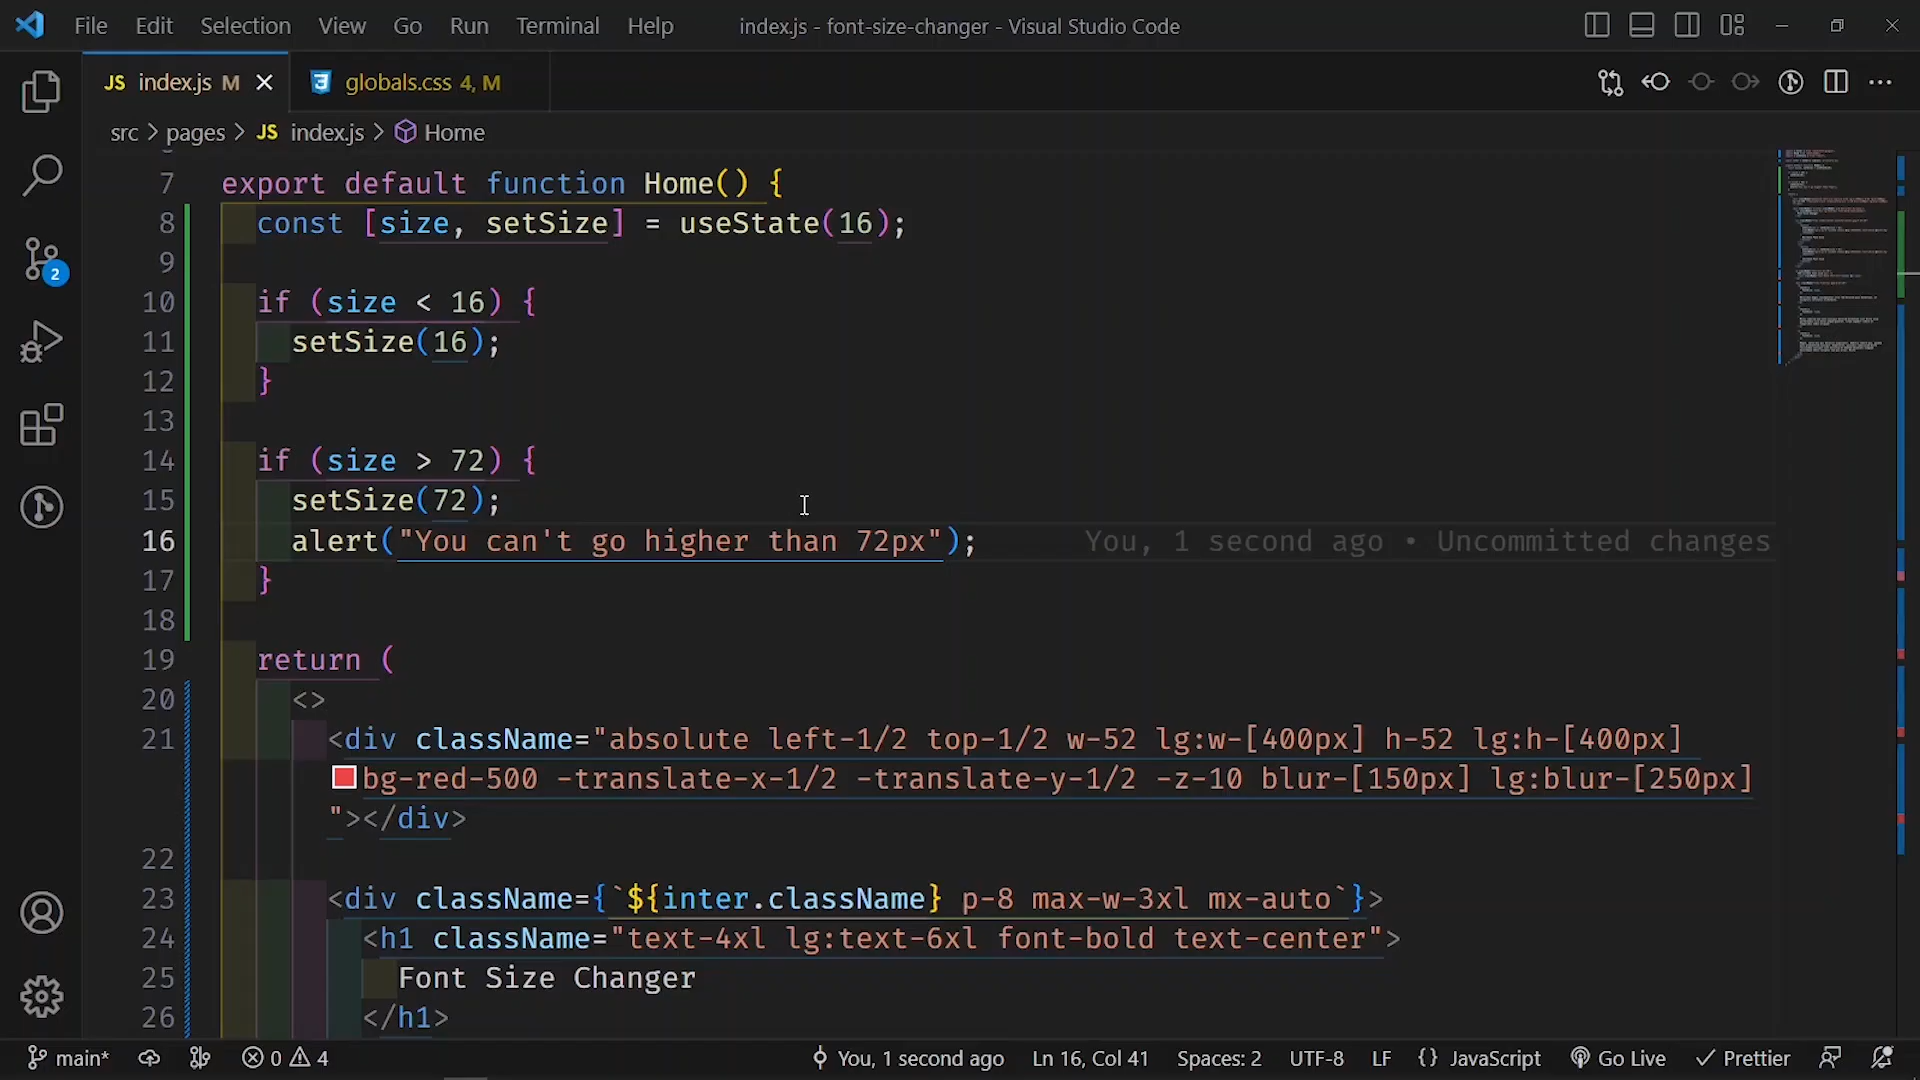 File Edit Selection View Go Run Terminal Help index.js - font-size-changer - Visual Studio Code
JS index.js M globals.css 4, M
src > pages > JS index.js > Home
7 export default function Home() {
8 const [size, setSize] = useState(16);
9
10 if (size < 16) {
11 setSize(16);
12 }
13
14 if (size > 72) {
15 setSize(72);
16 alert("You can't go higher than 72px"); You, 1 second ago • Uncommitted changes
17 }
18
19 return (
20 <>
21 <div className="absolute left-1/2 top-1/2 w-52 lg:w-[400px] h-52 lg:h-[400px]
bg-red-500 -translate-x-1/2 -translate-y-1/2 -z-10 blur-[150px] lg:blur-[250px]
"></div>
22
23 <div className={`${inter.className} p-8 max-w-3xl mx-auto`}>
24 <h1 className="text-4xl lg:text-6xl font-bold text-center">
25 Font Size Changer
26 </h1>
2
main* 0 4 You, 1 second ago Ln 16, Col 41 Spaces: 2 UTF-8 LF {} JavaScript Go Live Prettier